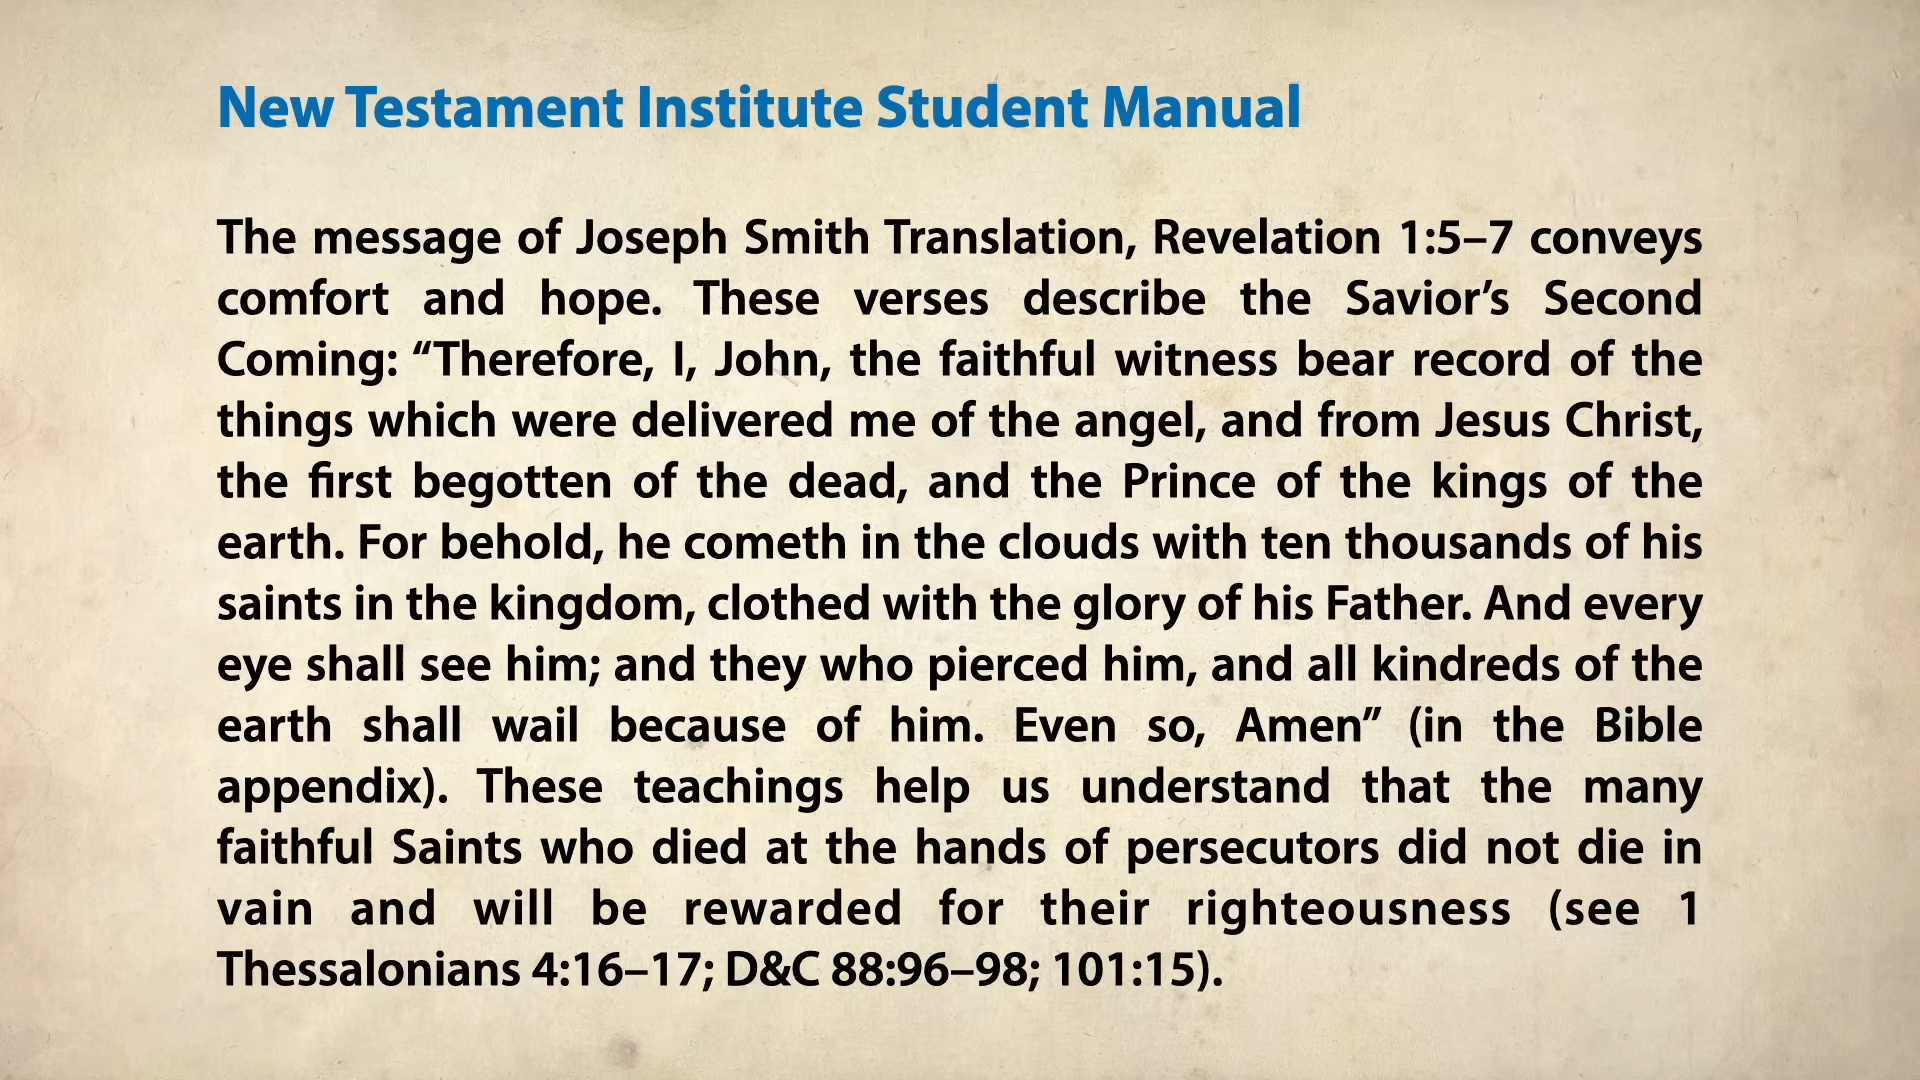 New Testament Institute Student Manual
The message of Joseph Smith Translation, Revelation 1:5–7 conveys
comfort and hope. These verses describe the Savior’s Second
Coming: “Therefore, I, John, the faithful witness bear record of the
things which were delivered me of the angel, and from Jesus Christ,
the first begotten of the dead, and the Prince of the kings of the
earth. For behold, he cometh in the clouds with ten thousands of his
saints in the kingdom, clothed with the glory of his Father. And every
eye shall see him; and they who pierced him, and all kindreds of the
earth shall wail because of him. Even so, Amen” (in the Bible
appendix). These teachings help us understand that the many
faithful Saints who died at the hands of persecutors did not die in
vain and will be rewarded for their righteousness (see 1
Thessalonians 4:16–17; D&C 88:96–98; 101:15).